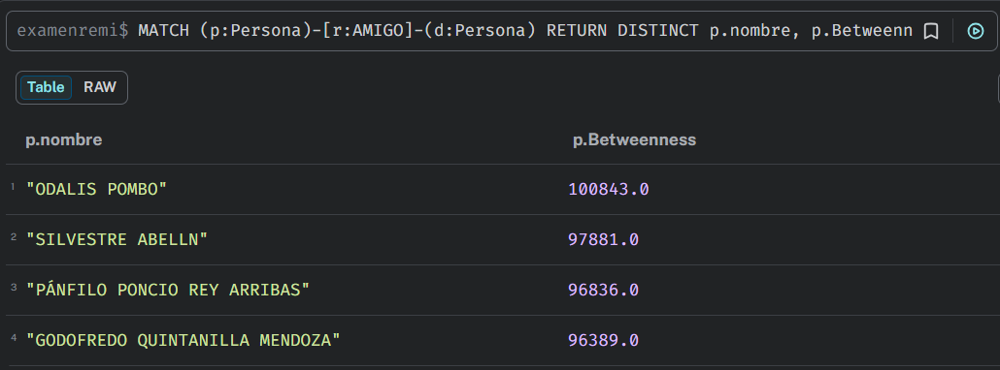 examenremi$ MATCH (p:Persona)-[r:AMIGO]-(d:Persona) RETURN DISTINCT p.nombre, p.Betweenn
Table RAW
p.nombre p.Betweenness
1 "ODALIS POMBO" 100843.0
2 "SILVESTRE ABELLN" 97881.0
3 "PÁNFILO PONCIO REY ARRIBAS" 96836.0
4 "GODOFREDO QUINTANILLA MENDOZA" 96389.0